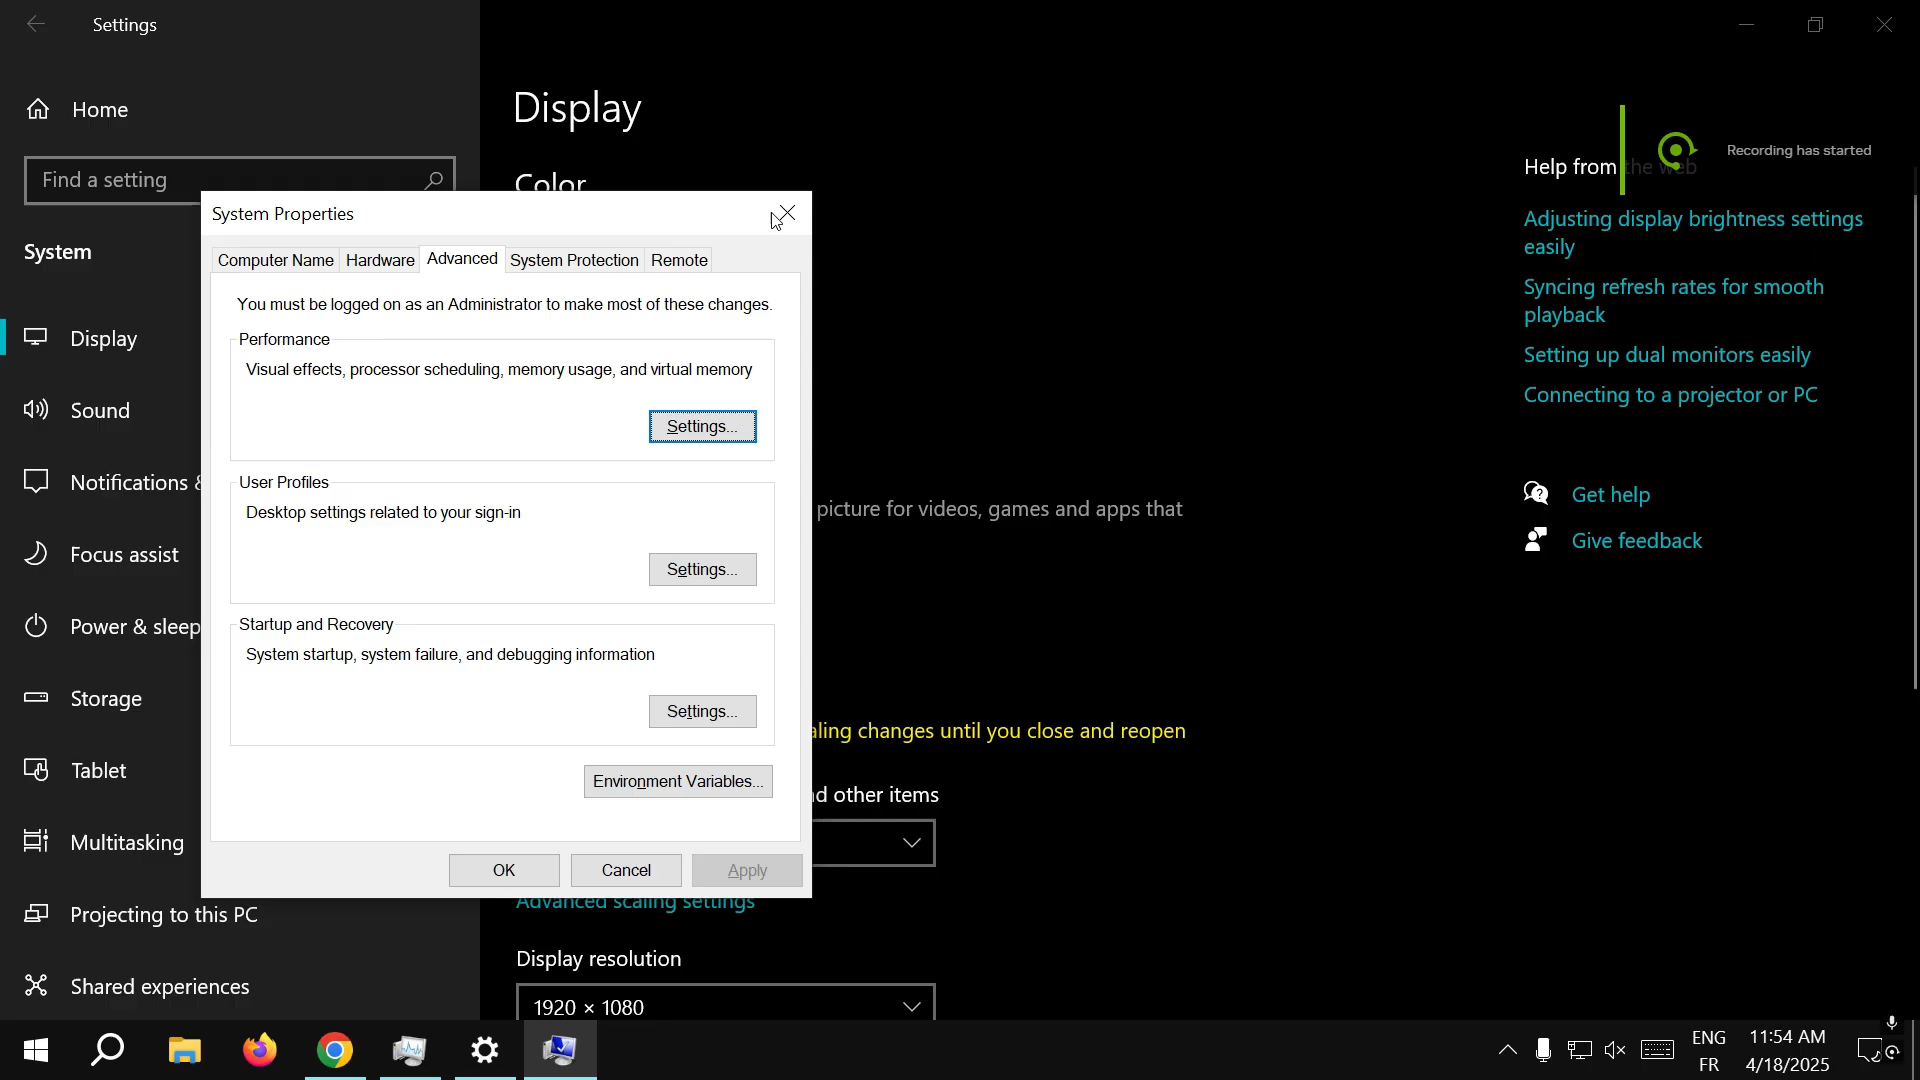 Settings
Home
Find a setting
System
Display
Sound
Notifications &
Focus assist
Power & sleep
Storage
Tablet
Multitasking
Projecting to this PC
Shared experiences
System Properties
Computer Name
Hardware
Advanced
System Protection
Remote
You must be logged on as an Administrator to make most of these changes.
Performance
Visual effects, processor scheduling, memory usage, and virtual memory
Settings...
User Profiles
Desktop settings related to your sign-in
Settings...
Startup and Recovery
System startup, system failure, and debugging information
Settings...
Environment Variables...
OK
Cancel
Apply
Display
Color
picture for videos, games and apps that
aling changes until you close and reopen
nd other items
Advanced scaling settings
Display resolution
1920 × 1080
Recording has started
Help from the web
Adjusting display brightness settings
easily
Syncing refresh rates for smooth
playback
Setting up dual monitors easily
Connecting to a projector or PC
Get help
Give feedback
ENG
FR
11:54 AM
4/18/2025